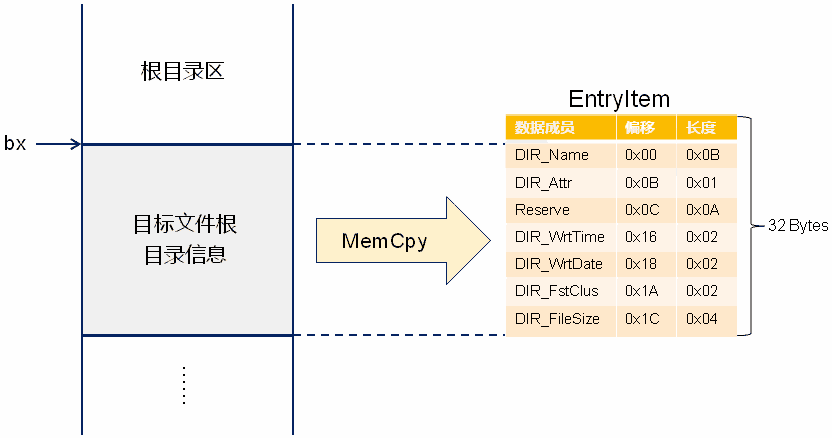 根目录区
bx
目标文件根
目录信息
MemCpy
EntryItem
数据成员 偏移 长度
DIR_Name 0x00 0x0B
DIR_Attr 0x0B 0x01
Reserve 0x0C 0x0A
DIR_WrtTime 0x16 0x02
DIR_WrtDate 0x18 0x02
DIR_FstClus 0x1A 0x02
DIR_FileSize 0x1C 0x04
32 Bytes